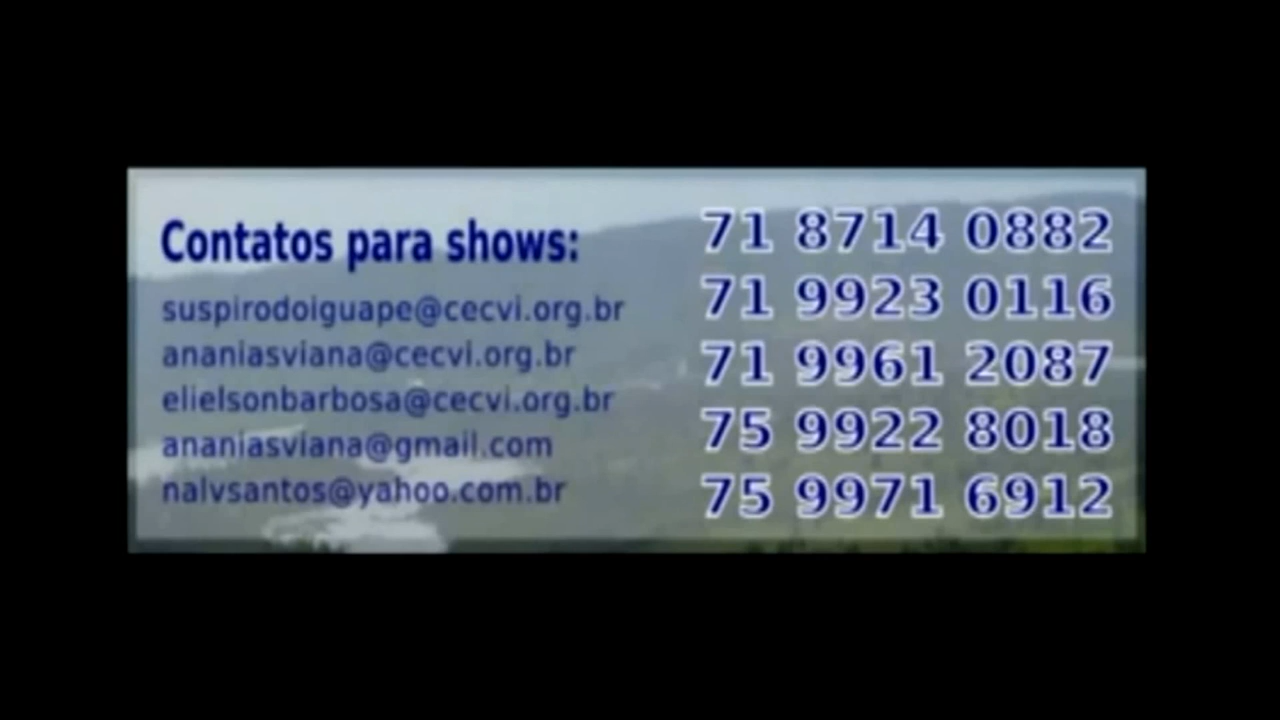 Contatos para shows:
suspirodoiguape@cecvi.org.br
ananiasviana@cecvi.org.br
elielsonbarbosa@cecvi.org.br
ananiasviana@gmail.com
nalvsantos@yahoo.com.br
71 8714 0882
71 9923 0116
71 9961 2087
75 9922 8018
75 9971 6912